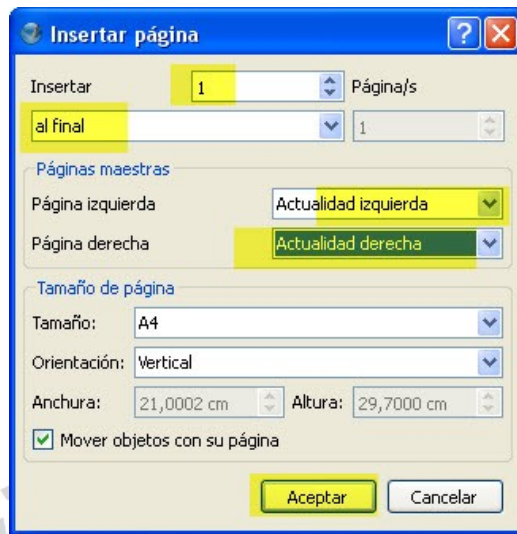 Insertar página
Insertar 1 Página/s
al final 1
Páginas maestras
Página izquierda Actualidad izquierda
Página derecha Actualidad derecha
Tamaño de página
Tamaño: A4
Orientación: Vertical
Anchura: 21,0002 cm Altura: 29,7000 cm
Mover objetos con su página
Aceptar Cancelar